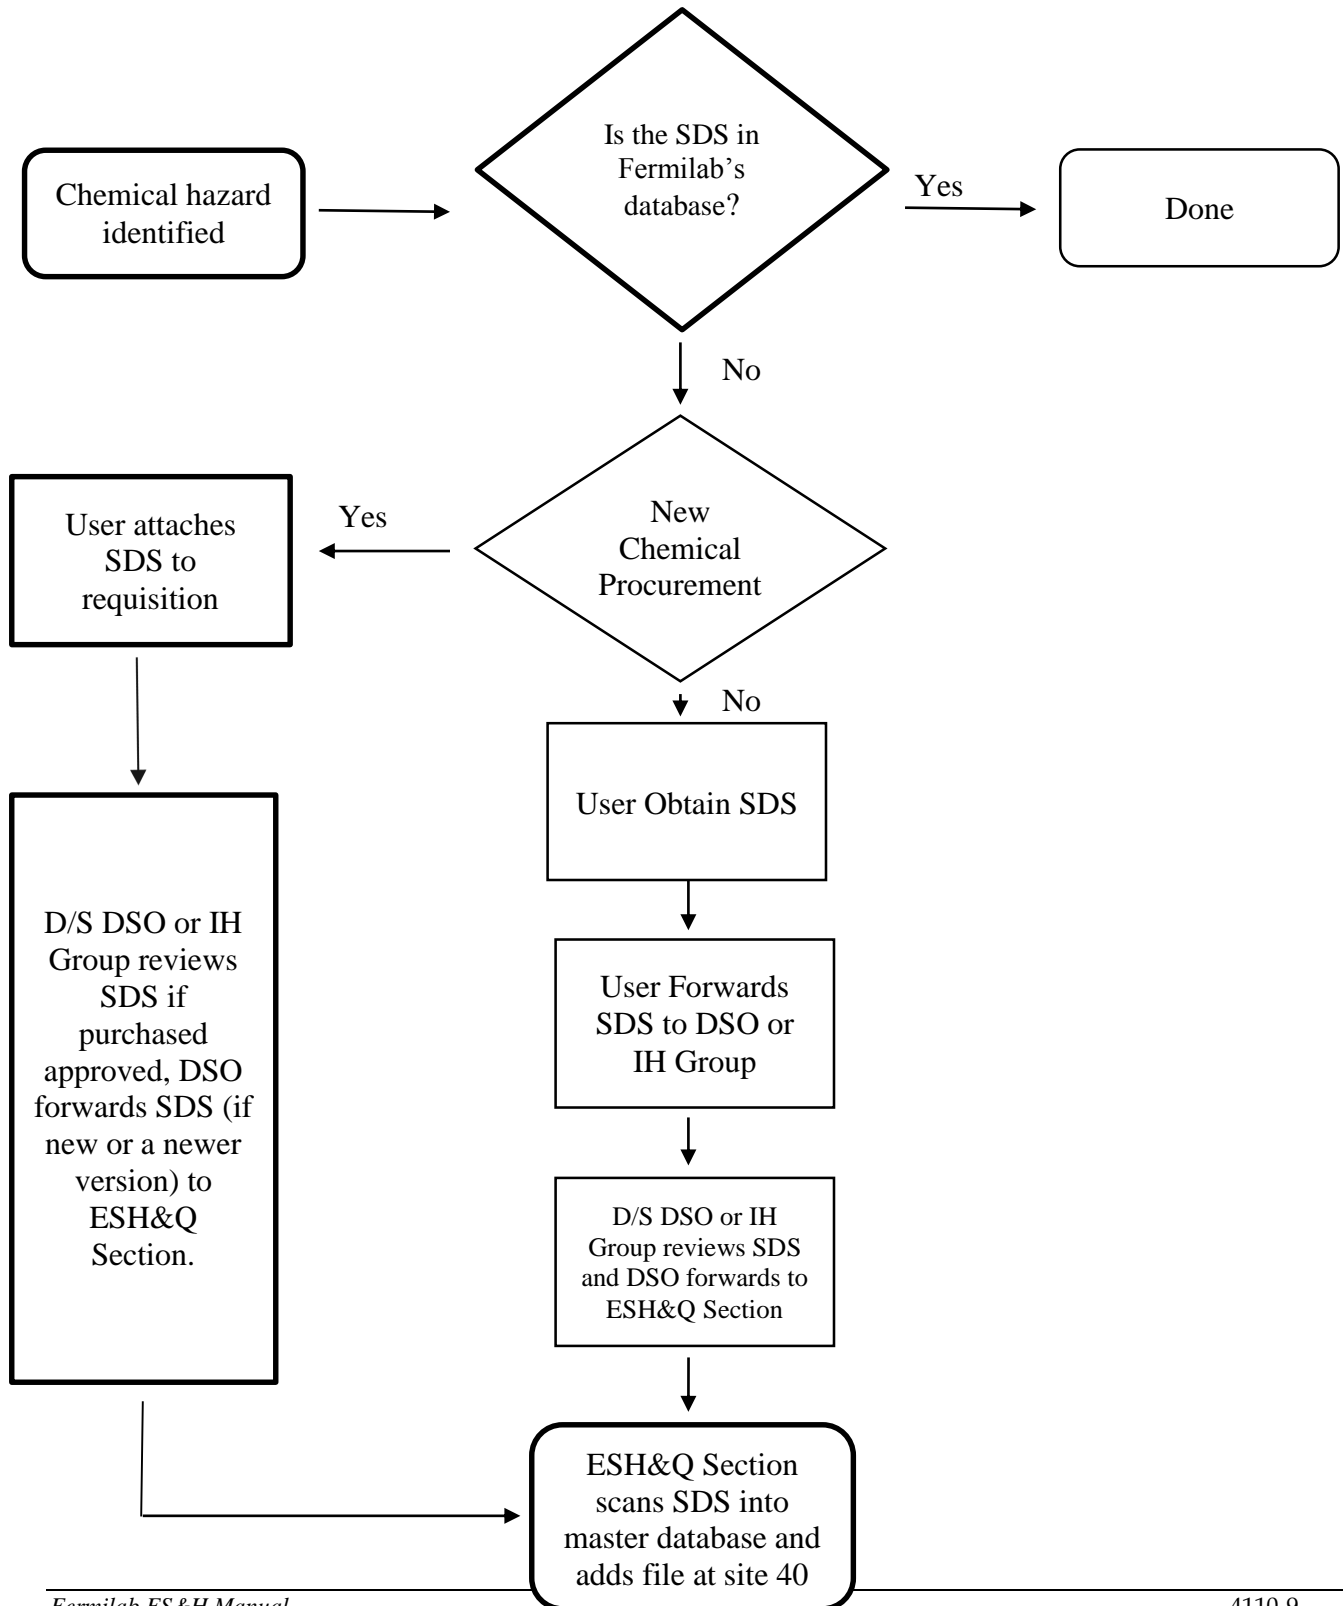 Is the SDS in
Fermilab’s
database?
Chemical hazard
identified
Yes
Done
No
New
Chemical
Procurement
Yes
User attaches
SDS to
requisition
No
User Obtain SDS
D/S DSO or IH
Group reviews
SDS if
purchased
approved, DSO
forwards SDS (if
new or a newer
version) to
ESH&Q
Section.
User Forwards
SDS to DSO or
IH Group
D/S DSO or IH
Group reviews SDS
and DSO forwards to
ESH&Q Section
ESH&Q Section
scans SDS into
master database and
adds file at site 40
Fermilab ES&H Manual
4110-9